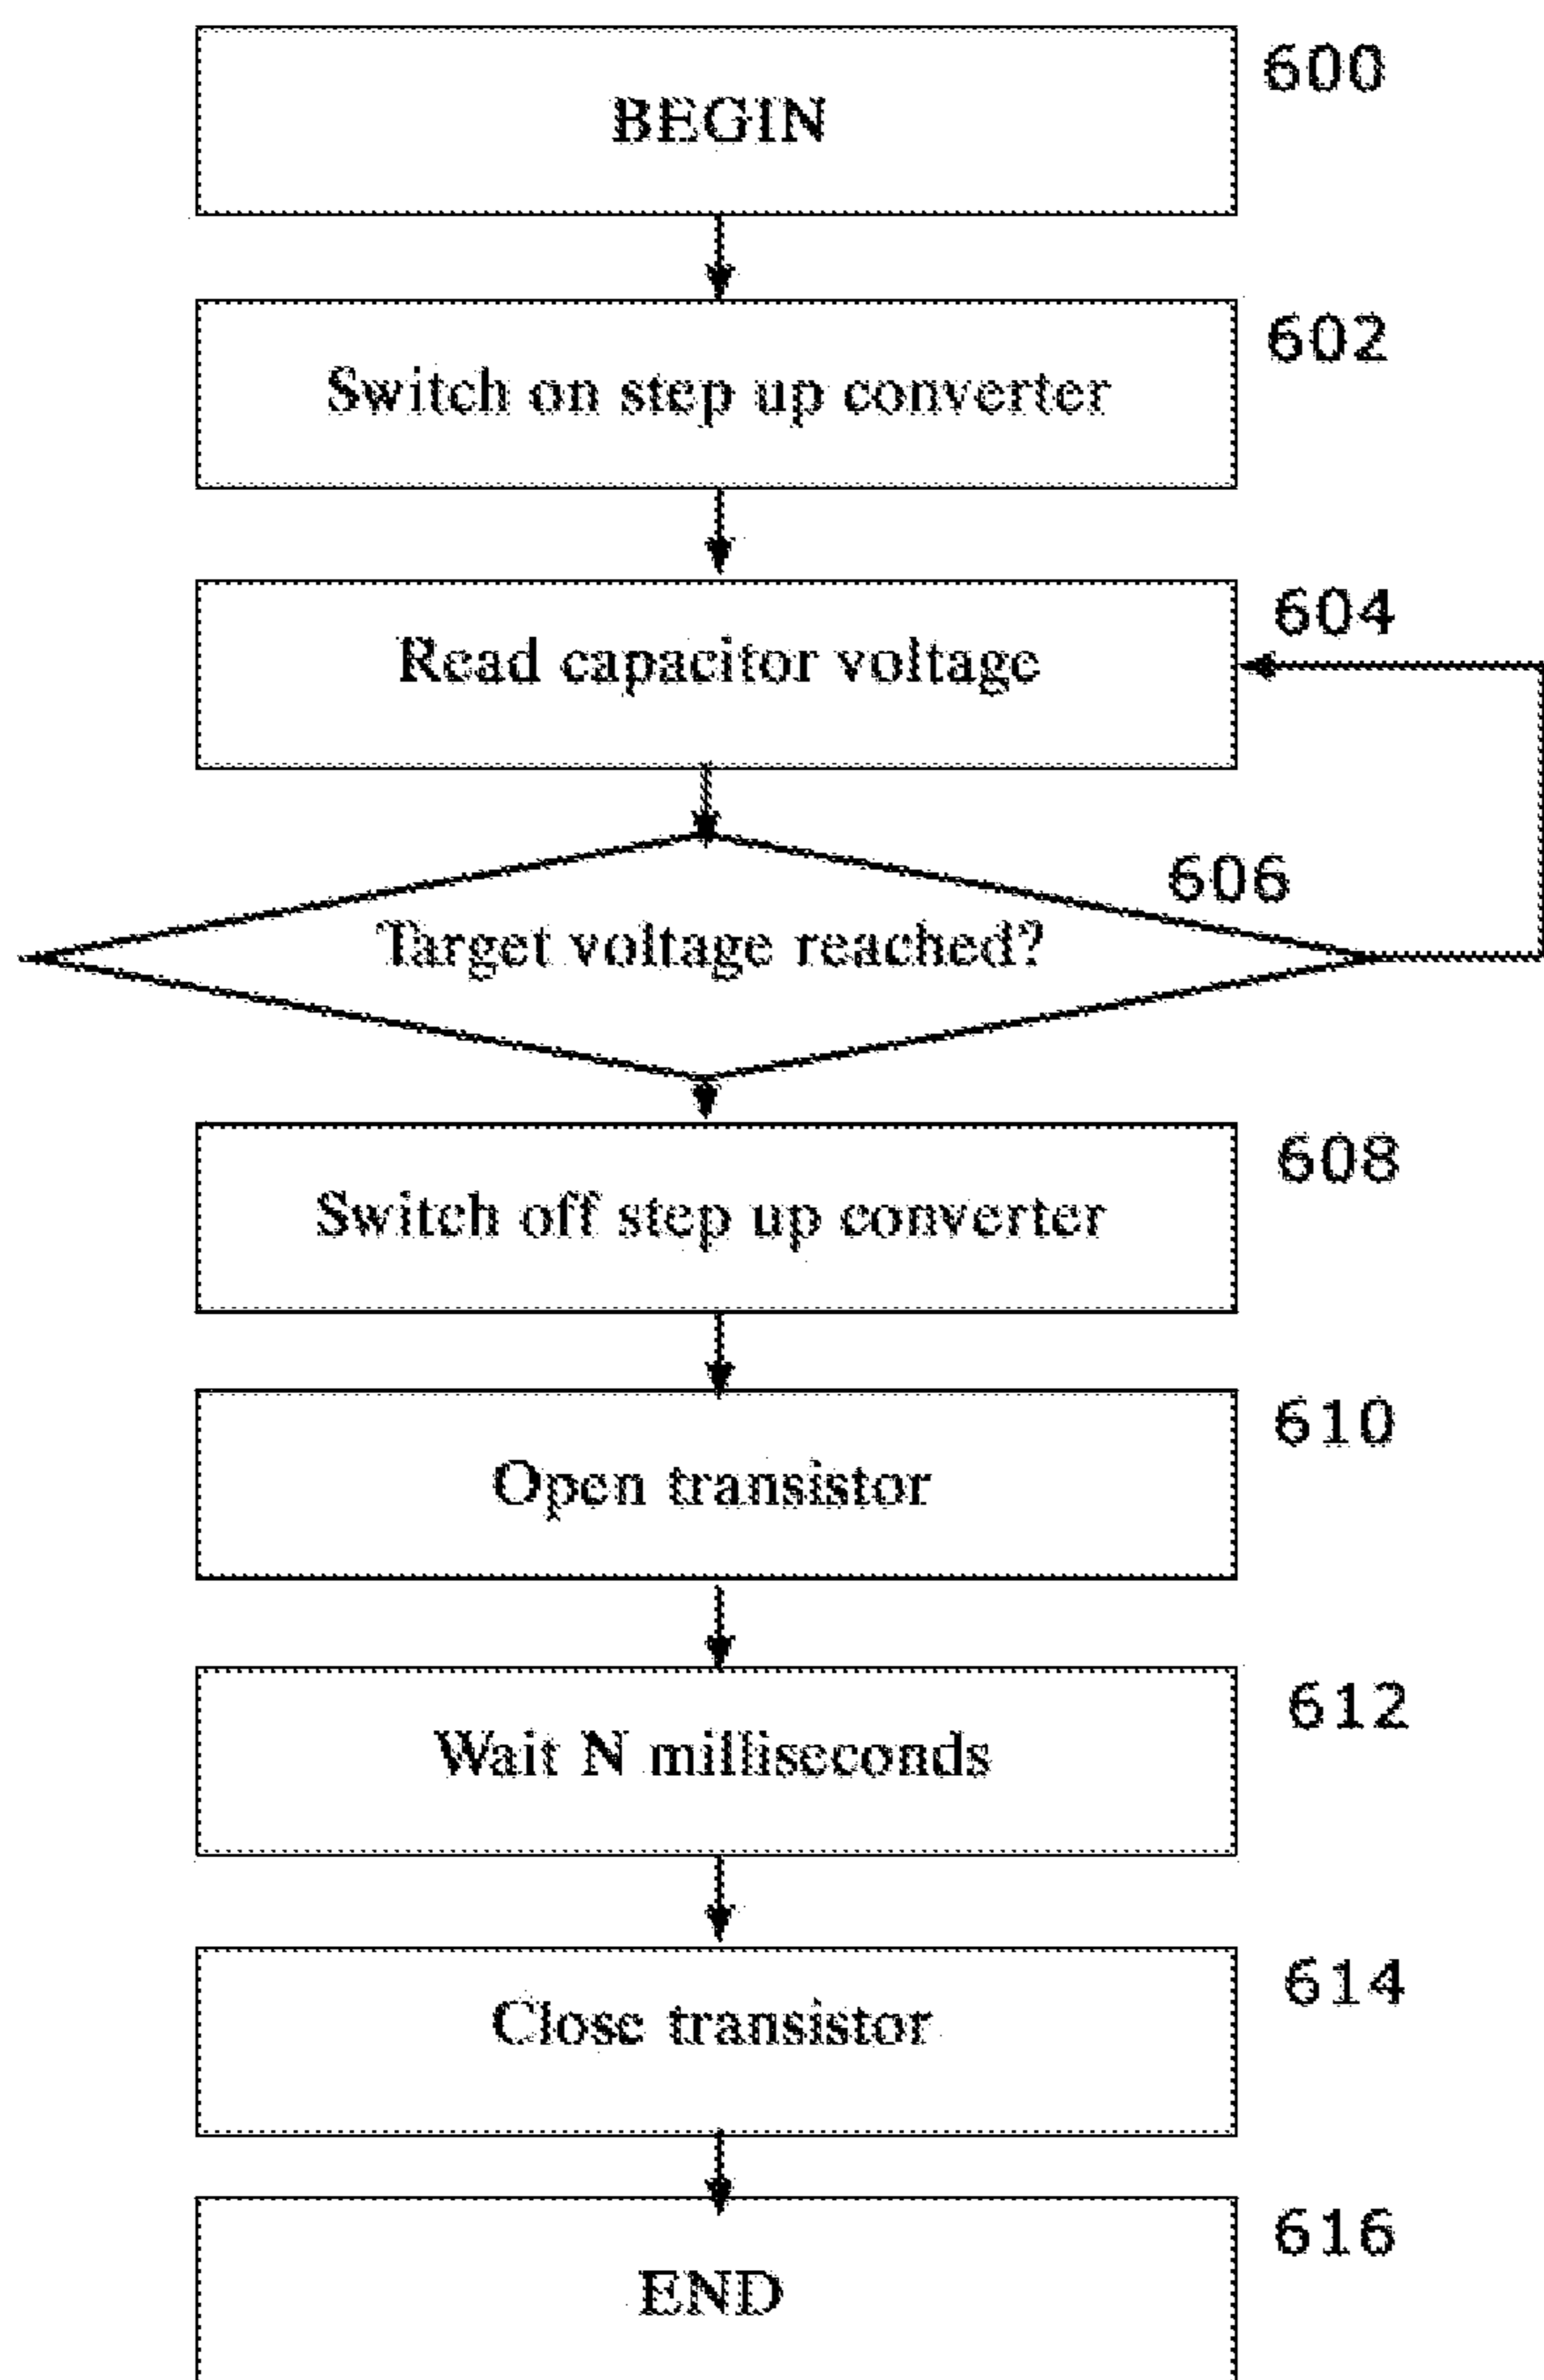 600
BEGIN
602
Switch on step up converter
604
Read capacitor voltage
606
Target voltage reached?
608
Switch off step up converter
610
Open transistor
612
Wait N milliseconds
614
Close transistor
616
END